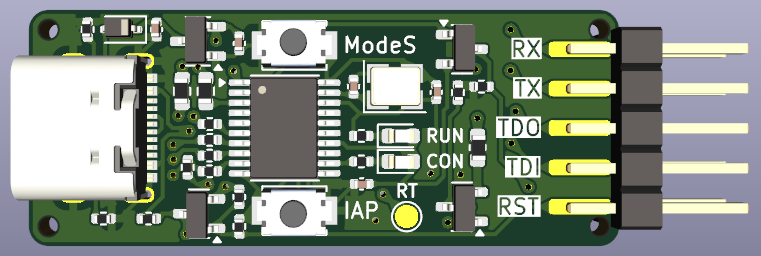 ModeS
RX
TX
TDO
RUN
CON
TDI
RT
IAP
RST